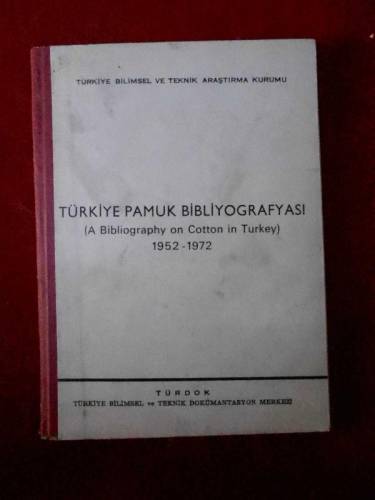 TÜRKİYE BİLİMSEL VE TEKNİK ARAŞTIRMA KURUMU
TÜRKİYE PAMUK BİBLİYOGRAFYASI
(A Bibliography on Cotton in Turkey)
1952-1972
TÜRDOK
TÜRKİYE BİLİMSEL ve TEKNİK DOKÜMANTASYON MERKEZİ